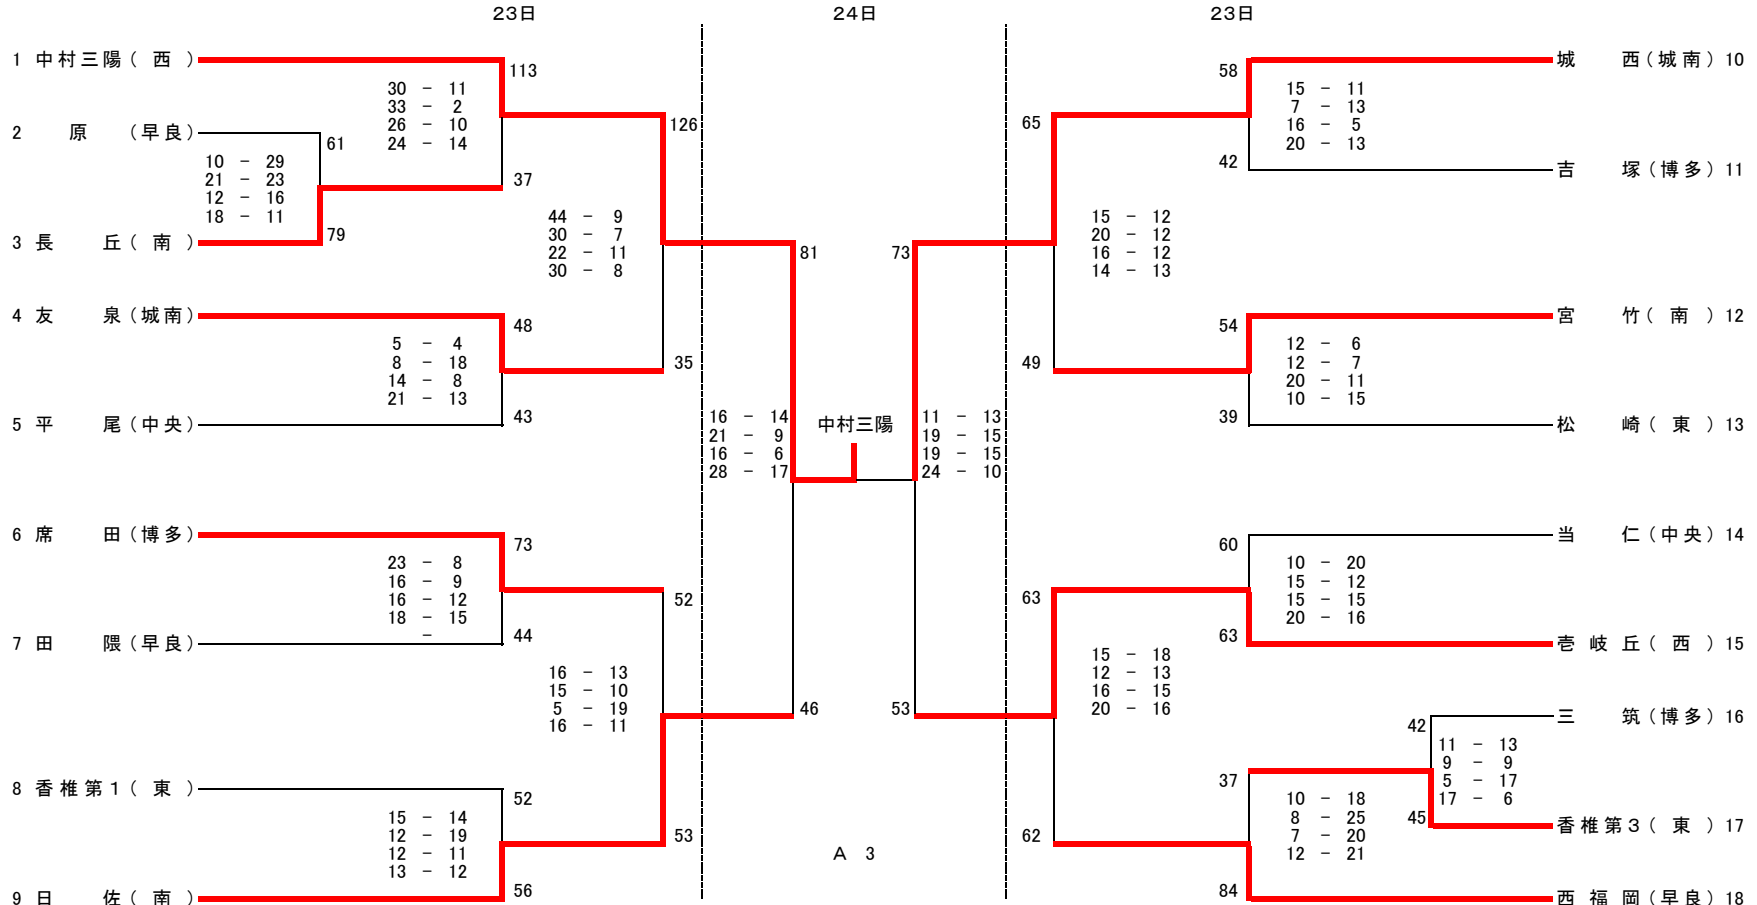 23日 24日 23日
1 中村三陽( 西 )
113
30 － 11
33 － 2
26 － 10
24 － 14
2 原 (早良)
61
10 － 29
21 － 23
12 － 16
18 － 11
37
3 長 丘( 南 )
79
126
44 － 9
30 － 7
22 － 11
30 － 8
4 友 泉(城南)
48
5 － 4
8 － 18
14 － 8
21 － 13
35
5 平 尾(中央)
43
81
16 － 14
21 － 9
16 － 6
28 － 17
6 席 田(博多)
73
23 － 8
16 － 9
16 － 12
18 － 15
－
7 田 隈(早良)
44
52
16 － 13
15 － 10
5 － 19
16 － 11
46
8 香椎第1( 東 )
52
15 － 14
12 － 19
12 － 11
13 － 12
53
9 日 佐( 南 )
56
中村三陽
A 3
城 西(城南) 10
58
15 － 11
7 － 13
16 － 5
20 － 13
42
吉 塚(博多) 11
65
15 － 12
20 － 12
16 － 12
14 － 13
73
11 － 13
19 － 15
19 － 15
24 － 10
宮 竹( 南 ) 12
54
12 － 6
12 － 7
20 － 11
10 － 15
49
39
松 崎( 東 ) 13
当 仁(中央) 14
60
10 － 20
15 － 12
15 － 15
20 － 16
63
63
壱岐丘( 西 ) 15
15 － 18
12 － 13
16 － 15
20 － 16
53
三 筑(博多) 16
42
11 － 13
9 － 9
5 － 17
17 － 6
45
香椎第3( 東 ) 17
37
10 － 18
8 － 25
7 － 20
12 － 21
62
84
西福岡(早良) 18